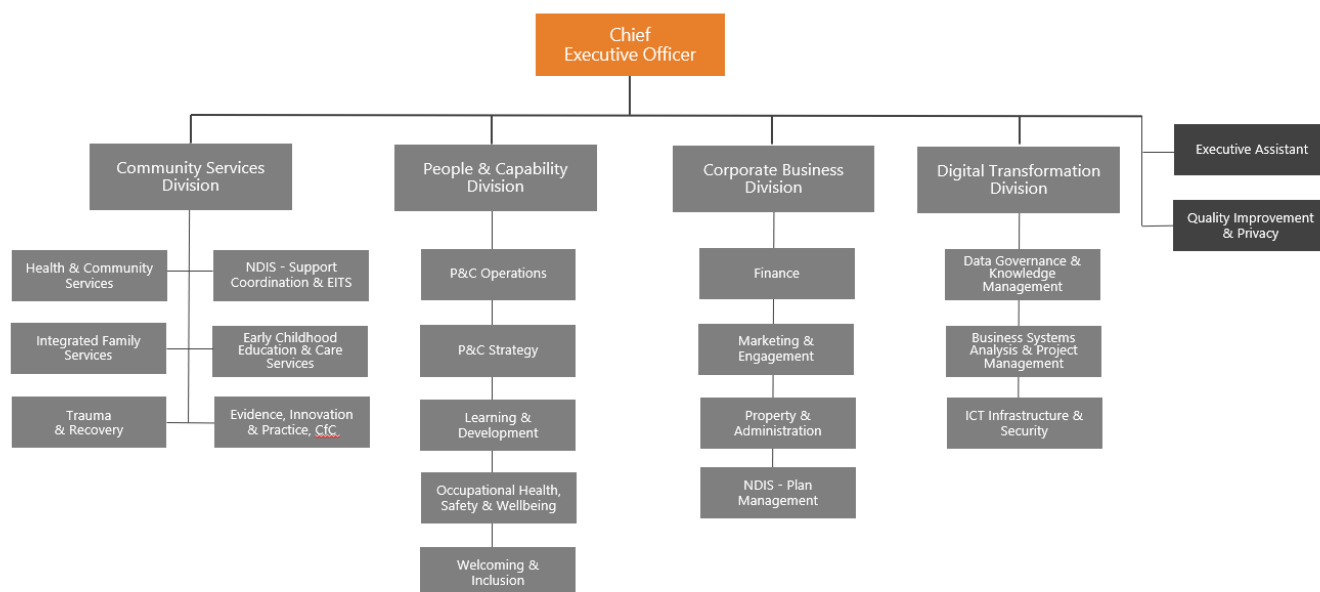 Chief
Executive Officer
Community Services
Division
People & Capability
Division
Corporate Business
Division
Digital Transformation
Division
Executive Assistant
Quality Improvement
& Privacy
Health & Community
Services
NDIS - Support
Coordination & EITS
Integrated Family
Services
Early Childhood
Education & Care
Services
Trauma
& Recovery
Evidence, Innovation
& Practice, CfC
P&C Operations
P&C Strategy
Learning &
Development
Occupational Health,
Safety & Wellbeing
Welcoming &
Inclusion
Finance
Marketing &
Engagement
Property &
Administration
NDIS - Plan
Management
Data Governance &
Knowledge
Management
Business Systems
Analysis & Project
Management
ICT Infrastructure &
Security